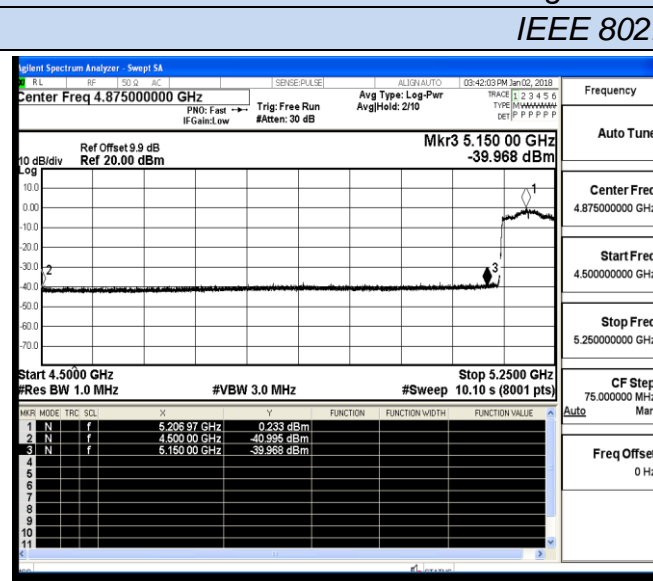 IEEE 802
Agilent Spectrum Analyzer - Swept SA
RL RF 50 Ω AC SENSE:PULSE ALIGN AUTO 03:42:03 PM Jan 02, 2018
Center Freq 4.875000000 GHz
PNO: Fast
IFGain:Low
Trig: Free Run
#Atten: 30 dB
Avg Type: Log-Pwr
Avg|Hold: 2/10
TRACE 1 2 3 4 5 6
TYPE M W W W W W
DET P P P P P P
Frequency
Auto Tune
Mkr3 5.150 00 GHz
-39.968 dBm
Ref Offset 9.9 dB
10 dB/div Ref 20.00 dBm
Log
10.0
0.00
-10.0
-20.0
-30.0
-40.0
-50.0
-60.0
-70.0
1
2
3
Center Freq
4.875000000 GHz
Start Freq
4.500000000 GHz
Stop Freq
5.250000000 GHz
CF Step
75.000000 MHz
Auto Man
Freq Offset
0 Hz
Start 4.5000 GHz Stop 5.2500 GHz
#Res BW 1.0 MHz #VBW 3.0 MHz #Sweep 10.10 s (8001 pts)
MKR MODE TRC SCL X Y FUNCTION FUNCTION WIDTH FUNCTION VALUE
1 N f 5.206 97 GHz 0.233 dBm
2 N f 4.500 00 GHz -40.995 dBm
3 N f 5.150 00 GHz -39.968 dBm
4
5
6
7
8
9
10
11